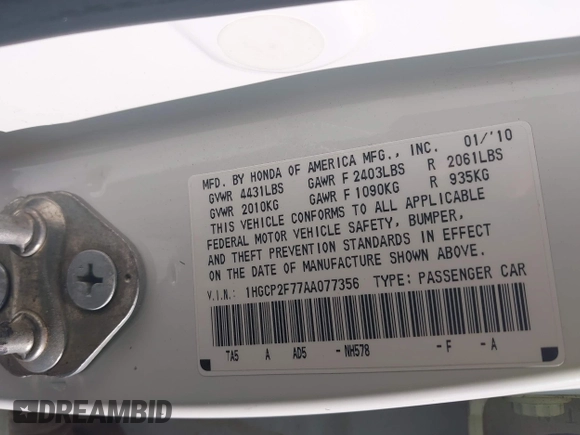 MFD. BY HONDA OF AMERICA MFG., INC. 01/'10
GVWR 4431LBS GAWR F 2403LBS R 2061LBS
GVWR 2010KG GAWR F 1090KG R 935KG
THIS VEHICLE CONFORMS TO ALL APPLICABLE
FEDERAL MOTOR VEHICLE SAFETY, BUMPER,
AND THEFT PREVENTION STANDARDS IN EFFECT
ON THE DATE OF MANUFACTURE SHOWN ABOVE.
V.I.N.: 1HGCP2F77AA077356 TYPE: PASSENGER CAR
TA5 A AD5 -NH578 -F -A
DREAMBID